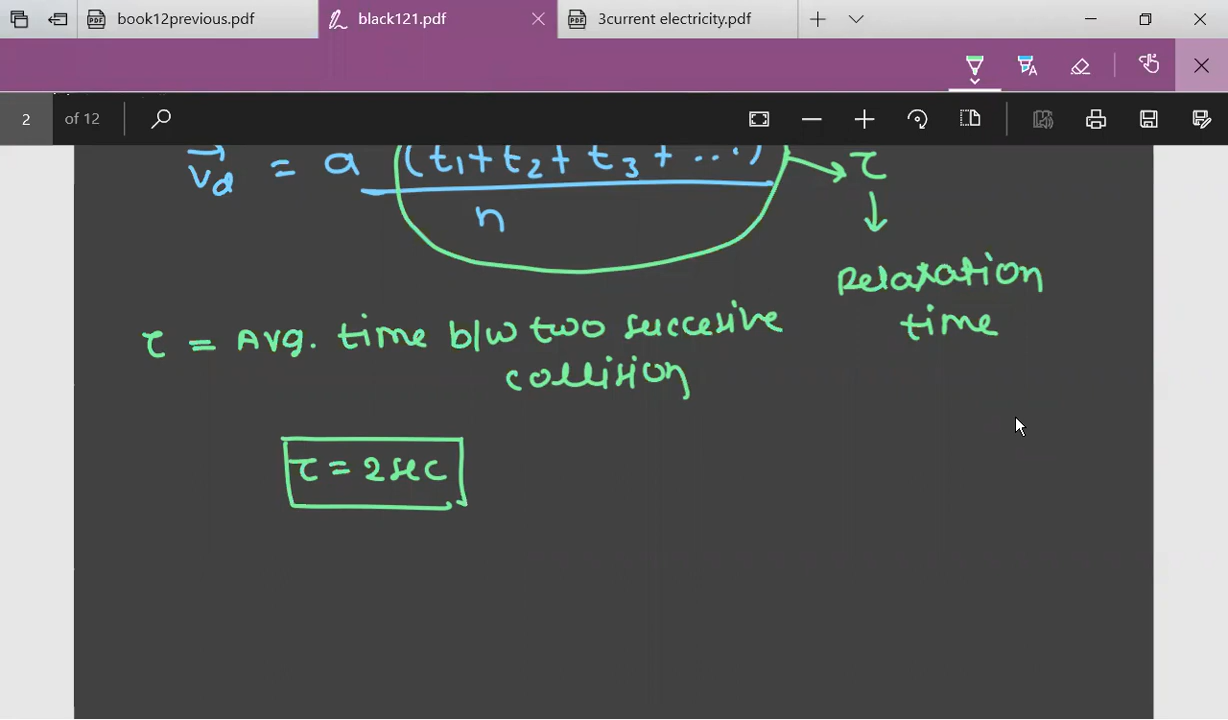 book12previous.pdf black121.pdf 3current electricity.pdf
2 of 12
v⃗d = a (t1+t2+t3+...) → τ
n
Relaxation
time
τ = Avg. time b/w two succesive
collision
τ = 2sec